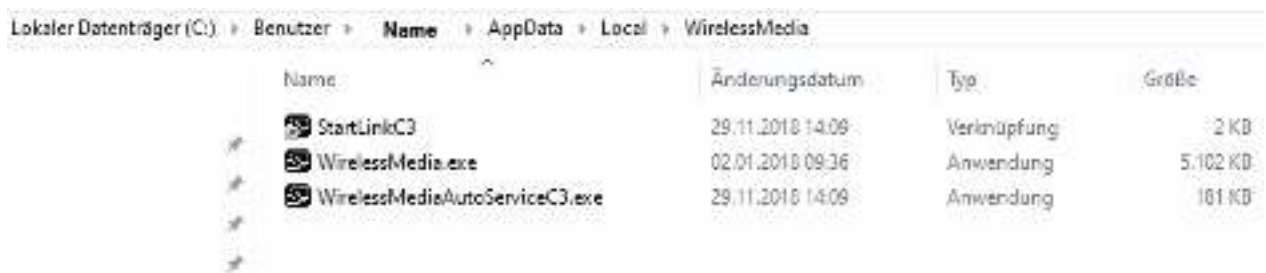 Lokaler Datenträger (C:) › Benutzer › Name › AppData › Local › WirelessMedia
Name Änderungsdatum Typ Größe
StartLinkC3 29.11.2018 14:09 Verknüpfung 2 KB
WirelessMedia.exe 02.01.2018 09:36 Anwendung 5.102 KB
WirelessMediaAutoServiceC3.exe 29.11.2018 14:09 Anwendung 181 KB